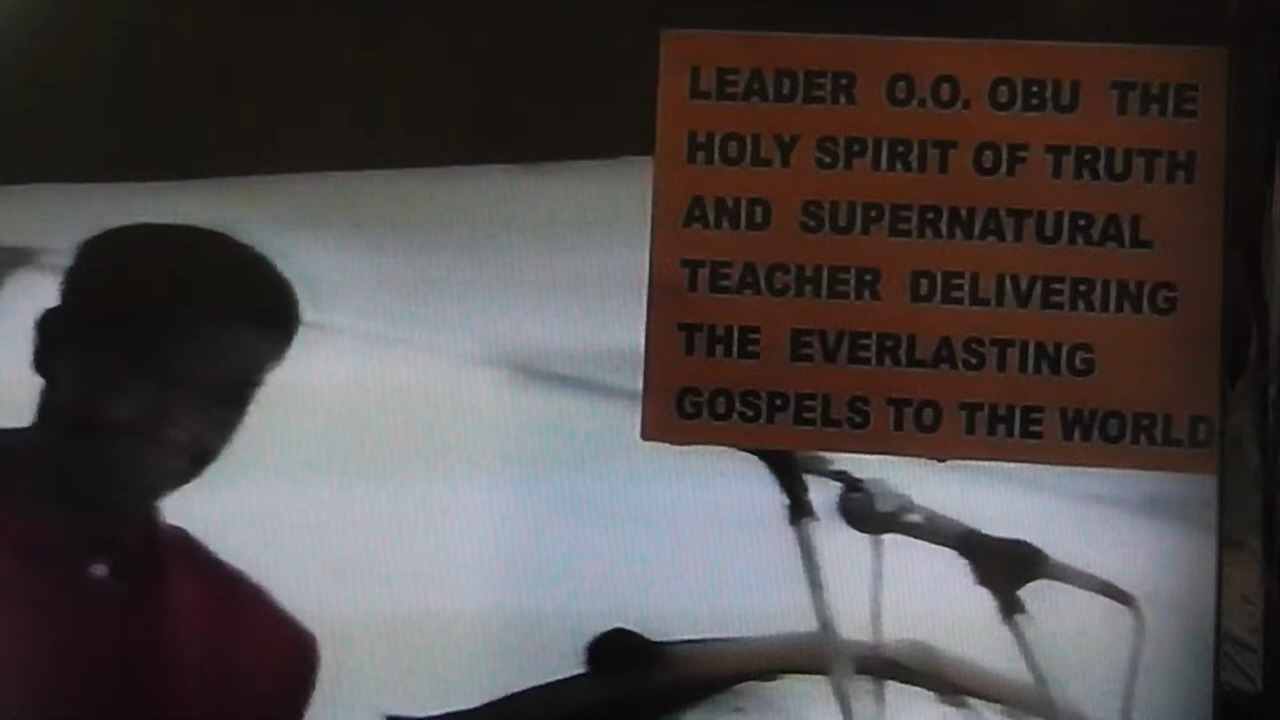 LEADER O.O. OBU THE
HOLY SPIRIT OF TRUTH
AND SUPERNATURAL
TEACHER DELIVERING
THE EVERLASTING
GOSPELS TO THE WORLD